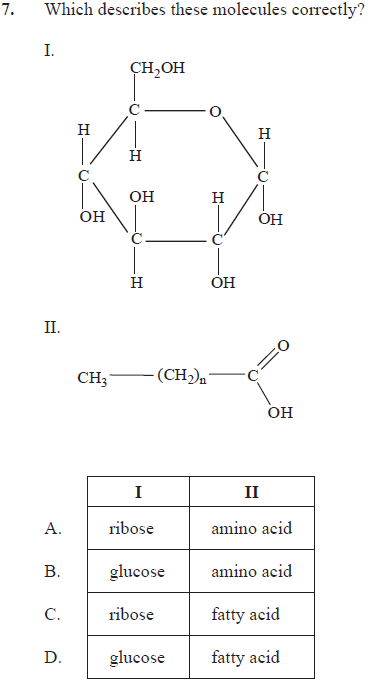 7. Which describes these molecules correctly?
I.
CH₂OH
C O
H H H
C C
OH OH H OH
C C
H OH
II.
O
CH₃ (CH₂)ₙ C
OH
I II
A. ribose amino acid
B. glucose amino acid
C. ribose fatty acid
D. glucose fatty acid